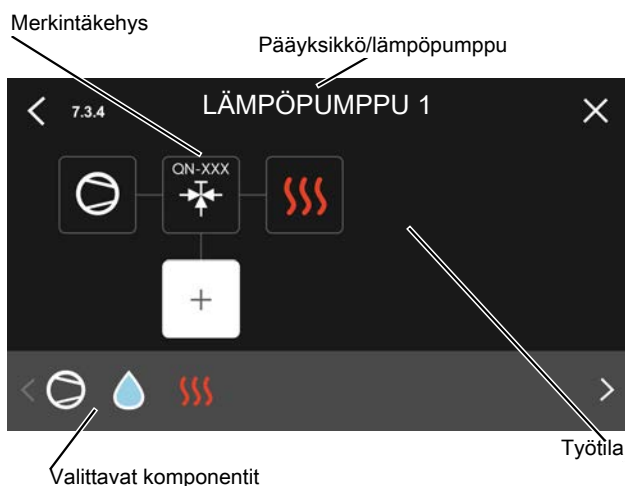 Merkintäkehys
Pääyksikkö/lämpöpumppu
7.3.4
LÄMPÖPUMPPU 1
QN-XXX
Työtila
Valittavat komponentit